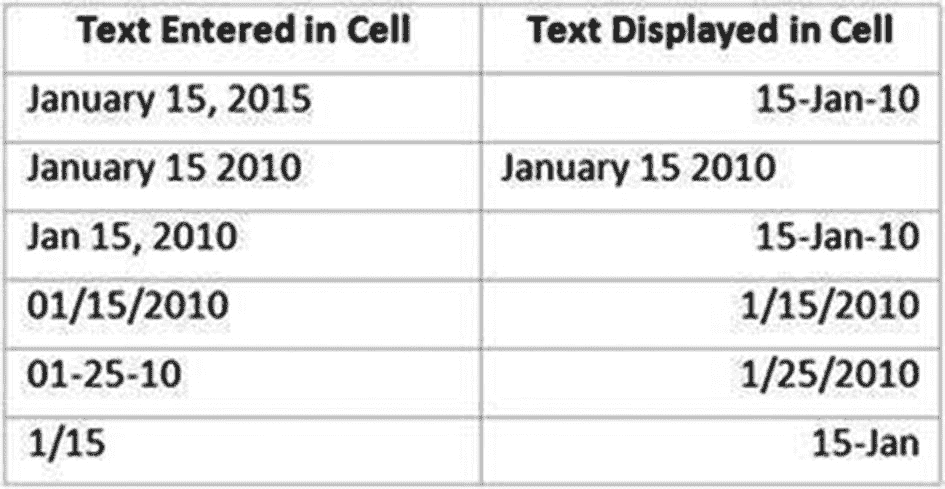 Text Entered in Cell Text Displayed in Cell
January 15, 2015 15-Jan-10
January 15 2010 January 15 2010
Jan 15, 2010 15-Jan-10
01/15/2010 1/15/2010
01-25-10 1/25/2010
1/15 15-Jan